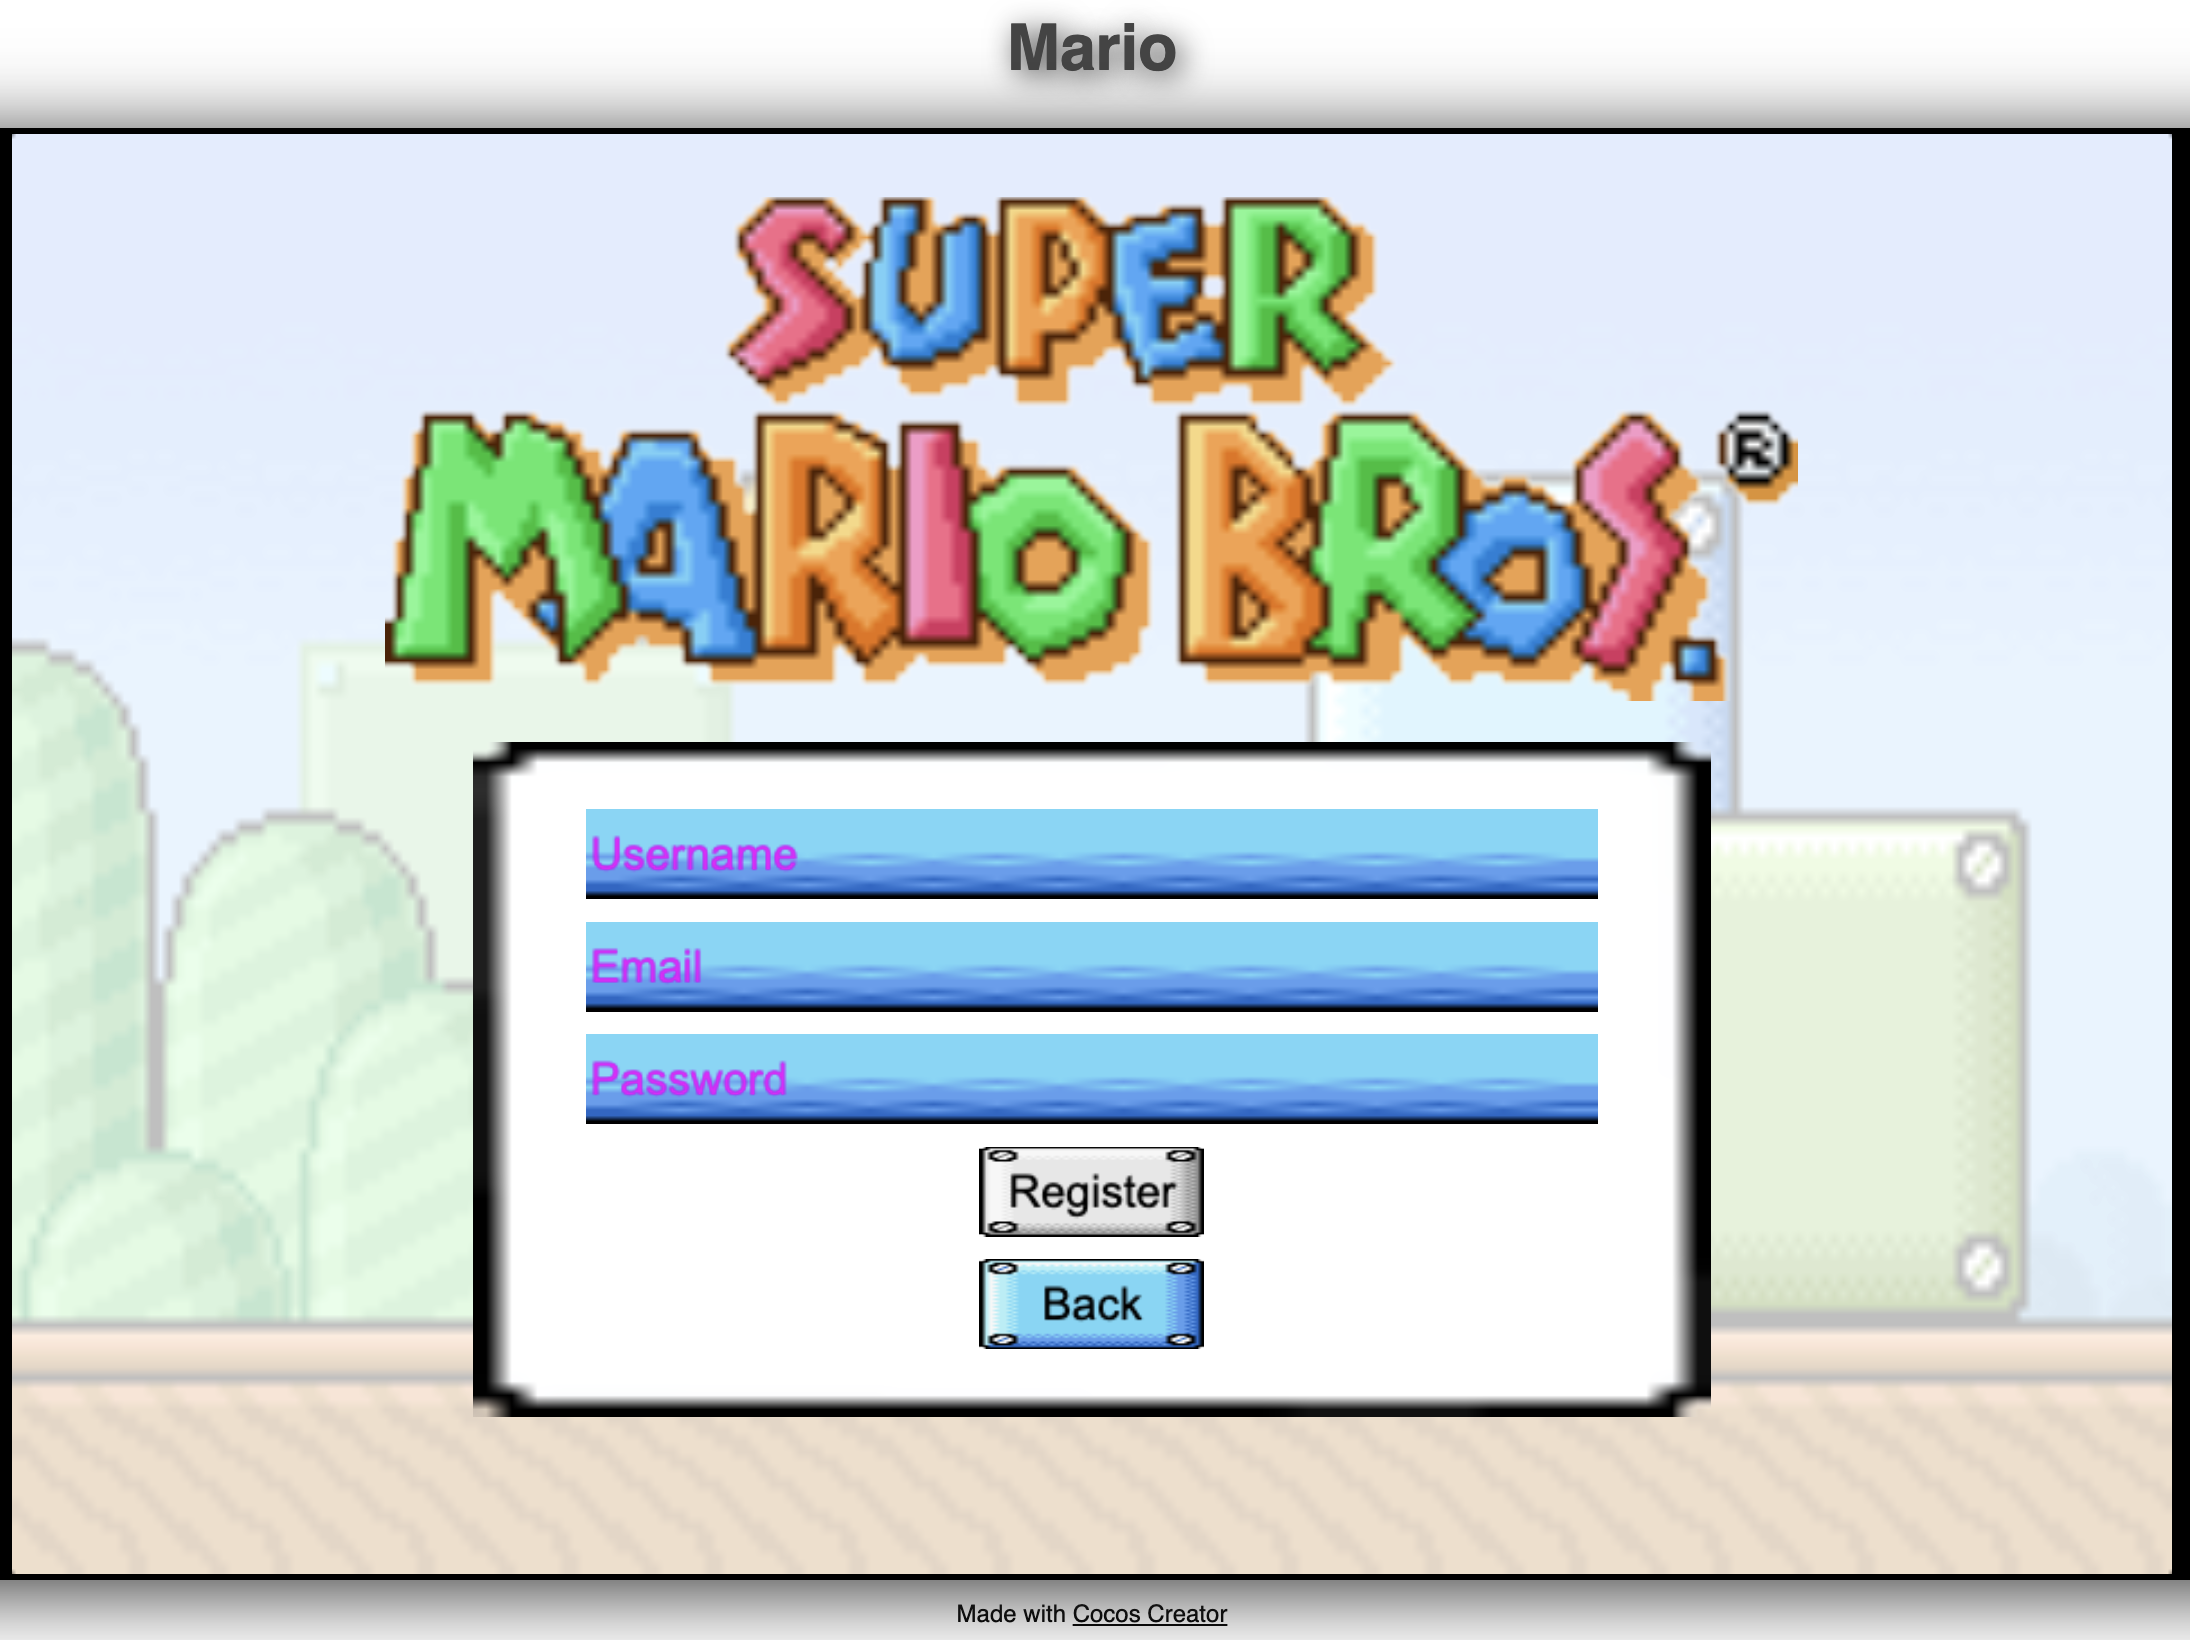 Mario
SUPER
MARIO BROS.®
Username
Email
Password
Register
Back
Made with Cocos Creator